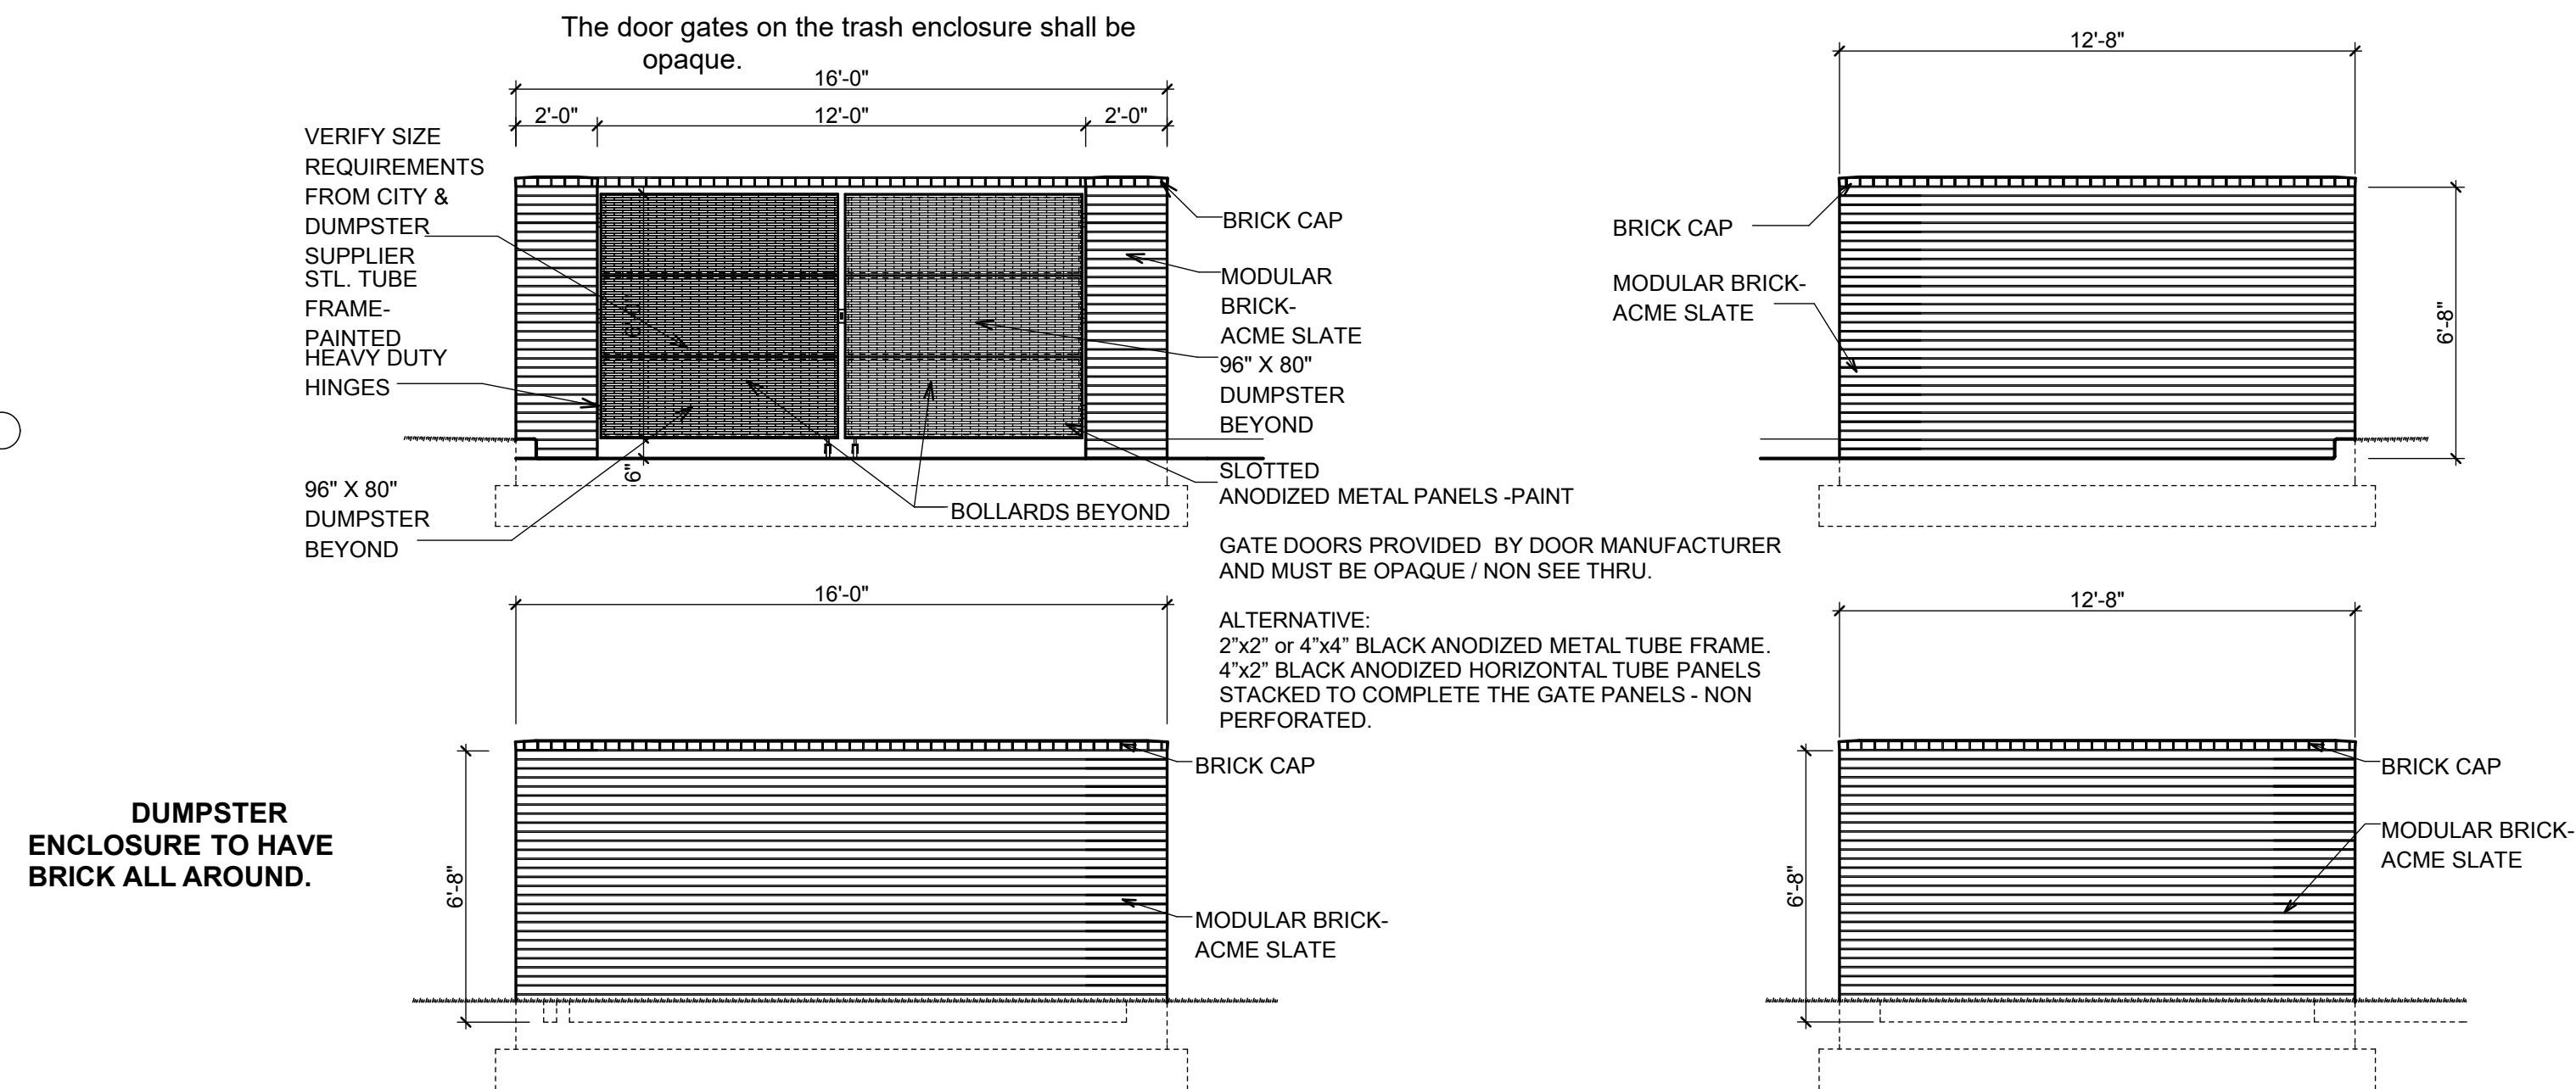 The door gates on the trash enclosure shall be
opaque.
16'-0"
2'-0"
12'-0"
2'-0"
VERIFY SIZE
REQUIREMENTS
FROM CITY &
DUMPSTER
SUPPLIER
STL. TUBE
FRAME-
PAINTED
HEAVY DUTY
HINGES
96" X 80"
DUMPSTER
BEYOND
6'-0"
6"
BRICK CAP
MODULAR
BRICK-
ACME SLATE
96" X 80"
DUMPSTER
BEYOND
SLOTTED
ANODIZED METAL PANELS -PAINT
BOLLARDS BEYOND
GATE DOORS PROVIDED BY DOOR MANUFACTURER
AND MUST BE OPAQUE / NON SEE THRU.
ALTERNATIVE:
2”x2” or 4”x4” BLACK ANODIZED METAL TUBE FRAME.
4”x2” BLACK ANODIZED HORIZONTAL TUBE PANELS
STACKED TO COMPLETE THE GATE PANELS - NON
PERFORATED.
12'-8"
BRICK CAP
MODULAR BRICK-
ACME SLATE
6'-8"
16'-0"
6'-8"
BRICK CAP
MODULAR BRICK-
ACME SLATE
DUMPSTER
ENCLOSURE TO HAVE
BRICK ALL AROUND.
12'-8"
6'-8"
BRICK CAP
MODULAR BRICK-
ACME SLATE